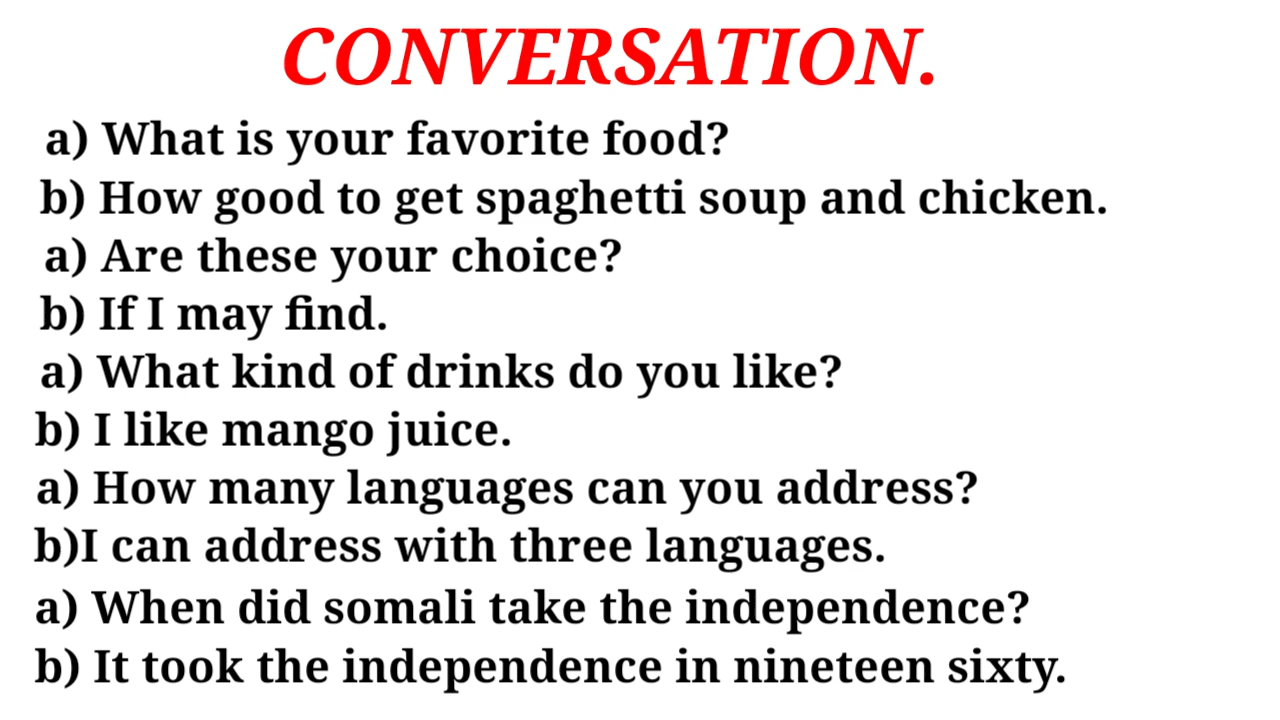 CONVERSATION.
a) What is your favorite food?
b) How good to get spaghetti soup and chicken.
a) Are these your choice?
b) If I may find.
a) What kind of drinks do you like?
b) I like mango juice.
a) How many languages can you address?
b)I can address with three languages.
a) When did somali take the independence?
b) It took the independence in nineteen sixty.